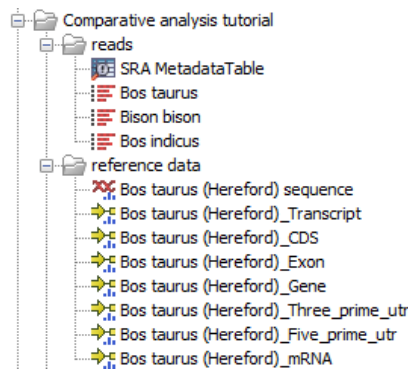 Comparative analysis tutorial
reads
SRA MetadataTable
Bos taurus
Bison bison
Bos indicus
reference data
Bos taurus (Hereford) sequence
Bos taurus (Hereford)_Transcript
Bos taurus (Hereford)_CDS
Bos taurus (Hereford)_Exon
Bos taurus (Hereford)_Gene
Bos taurus (Hereford)_Three_prime_utr
Bos taurus (Hereford)_Five_prime_utr
Bos taurus (Hereford)_mRNA